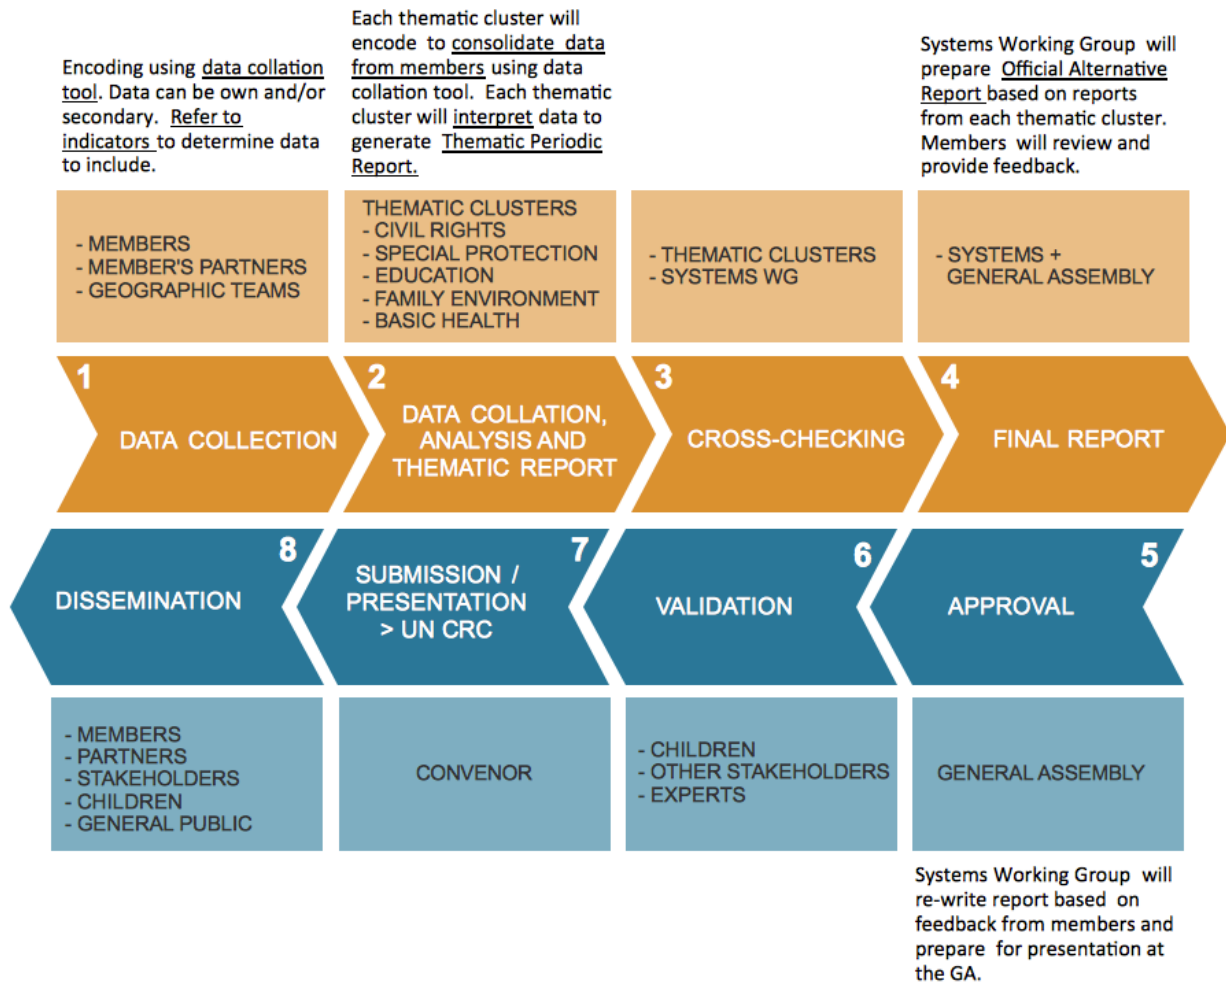 Encoding using data collation
tool. Data can be own and/or
secondary. Refer to
indicators to determine data
to include.
Each thematic cluster will
encode to consolidate data
from members using data
collation tool. Each thematic
cluster will interpret data to
generate Thematic Periodic
Report.
Systems Working Group will
prepare Official Alternative
Report based on reports
from each thematic cluster.
Members will review and
provide feedback.
- MEMBERS
- MEMBER'S PARTNERS
- GEOGRAPHIC TEAMS
THEMATIC CLUSTERS
- CIVIL RIGHTS
- SPECIAL PROTECTION
- EDUCATION
- FAMILY ENVIRONMENT
- BASIC HEALTH
- THEMATIC CLUSTERS
- SYSTEMS WG
- SYSTEMS +
GENERAL ASSEMBLY
1
DATA COLLECTION
2
DATA COLLATION,
ANALYSIS AND
THEMATIC REPORT
3
CROSS-CHECKING
4
FINAL REPORT
8
DISSEMINATION
7
SUBMISSION /
PRESENTATION
> UN CRC
6
VALIDATION
5
APPROVAL
- MEMBERS
- PARTNERS
- STAKEHOLDERS
- CHILDREN
- GENERAL PUBLIC
CONVENOR
- CHILDREN
- OTHER STAKEHOLDERS
- EXPERTS
GENERAL ASSEMBLY
Systems Working Group will
re-write report based on
feedback from members and
prepare for presentation at
the GA.